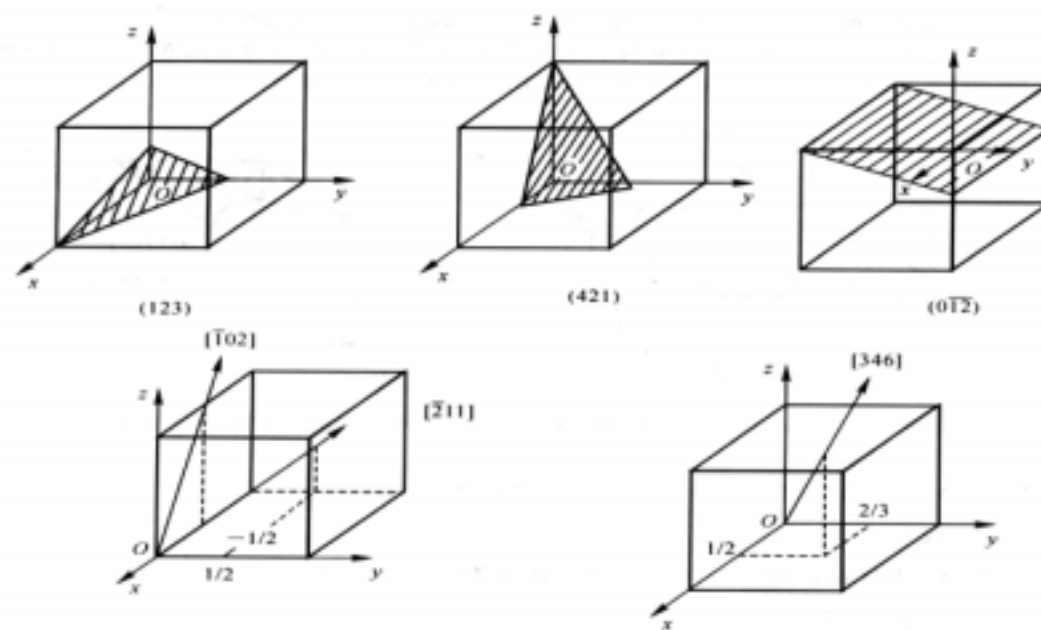 z
O
y
x
(123)
z
O
y
x
(421)
z
O
y
x
(01̅2̅)
[1̅02]
z
[2̅11]
O
x
−1/2
1/2
y
[346]
z
O
2/3
1/2
y
x